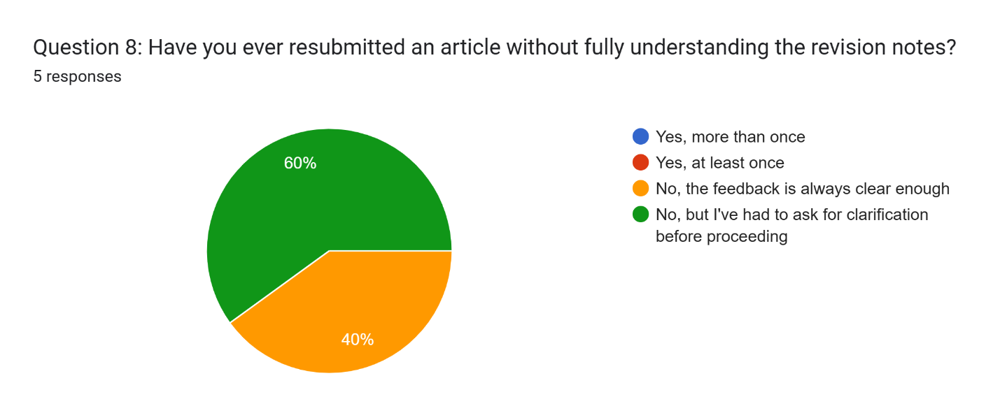 Question 8: Have you ever resubmitted an article without fully understanding the revision notes?
5 responses
60%
40%
Yes, more than once
Yes, at least once
No, the feedback is always clear enough
No, but I've had to ask for clarification
before proceeding